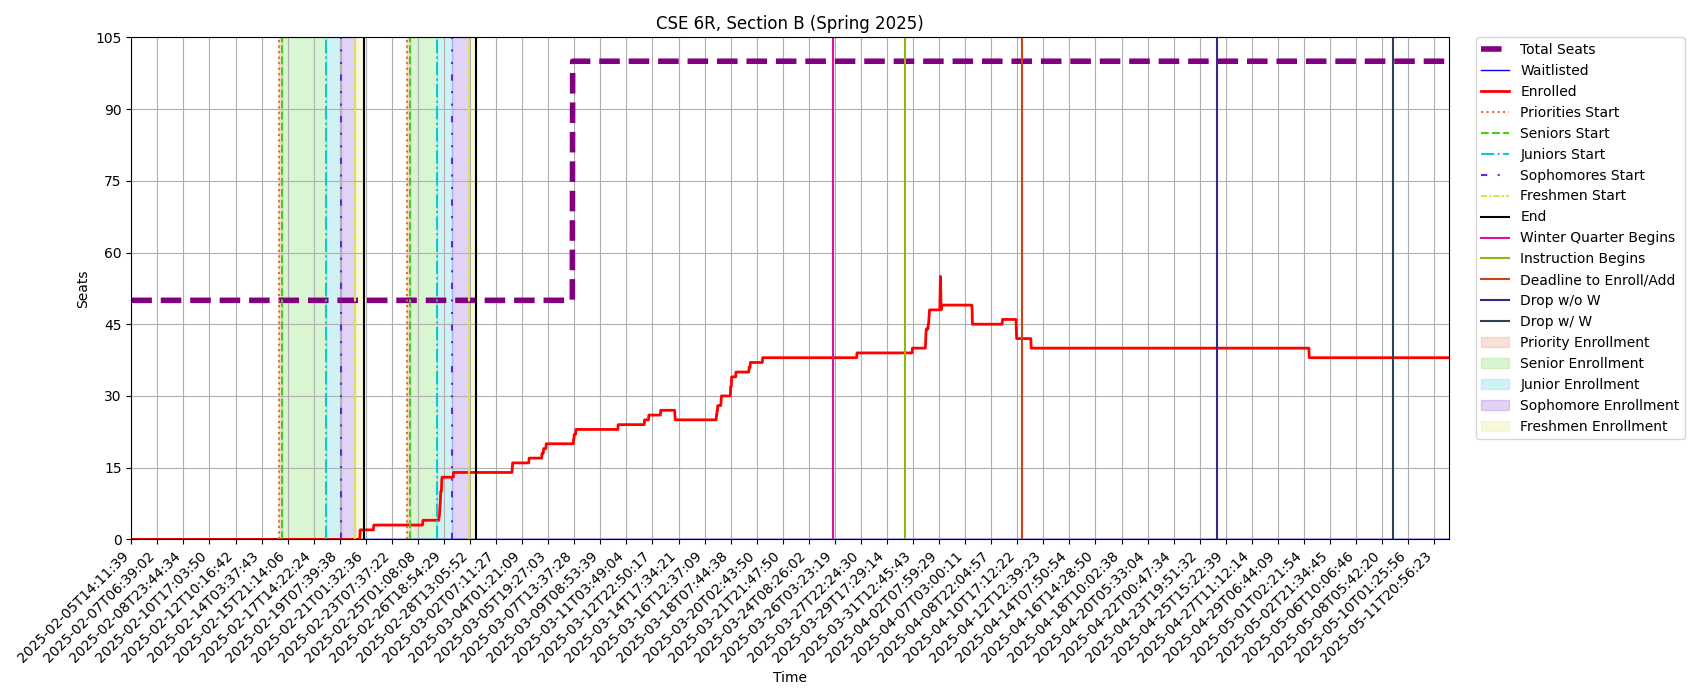 CSE 6R, Section B (Spring 2025)
105
90
75
60
45
30
15
0
Seats
2025-02-05T14:11:39
2025-02-07T06:39:02
2025-02-08T23:44:34
2025-02-10T17:03:50
2025-02-12T10:16:42
2025-02-14T03:37:43
2025-02-15T21:14:06
2025-02-17T14:22:24
2025-02-19T07:39:38
2025-02-21T01:32:36
2025-02-23T07:37:22
2025-02-25T01:08:08
2025-02-26T18:54:29
2025-02-28T13:05:52
2025-03-02T07:11:27
2025-03-04T01:21:09
2025-03-05T19:27:03
2025-03-07T13:37:28
2025-03-09T08:53:39
2025-03-11T03:49:04
2025-03-12T22:50:17
2025-03-14T17:34:21
2025-03-16T12:37:09
2025-03-18T07:44:38
2025-03-20T02:43:50
2025-03-21T21:47:50
2025-03-24T08:26:02
2025-03-26T03:23:19
2025-03-27T22:24:30
2025-03-29T17:29:14
2025-03-31T12:45:43
2025-04-02T07:59:29
2025-04-07T03:00:11
2025-04-08T22:04:57
2025-04-10T17:12:22
2025-04-12T12:39:23
2025-04-14T07:50:54
2025-04-16T14:28:50
2025-04-18T10:02:38
2025-04-20T05:33:04
2025-04-22T00:47:34
2025-04-23T19:51:32
2025-04-25T15:22:39
2025-04-27T11:12:14
2025-04-29T06:44:09
2025-05-01T02:21:54
2025-05-02T21:34:45
2025-05-06T10:06:46
2025-05-08T05:42:20
2025-05-10T01:25:56
2025-05-11T20:56:23
Time
Total Seats
Waitlisted
Enrolled
Priorities Start
Seniors Start
Juniors Start
Sophomores Start
Freshmen Start
End
Winter Quarter Begins
Instruction Begins
Deadline to Enroll/Add
Drop w/o W
Drop w/ W
Priority Enrollment
Senior Enrollment
Junior Enrollment
Sophomore Enrollment
Freshmen Enrollment